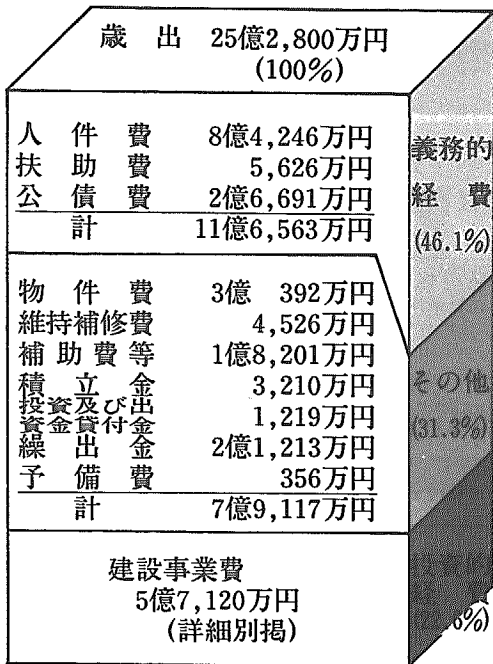 歳出 25億2,800万円
(100%)
人件費 8億4,246万円
扶助費 5,626万円
公債費 2億6,691万円
計 11億6,563万円
義務的
経費
(46.1%)
物件費 3億 392万円
維持補修費 4,526万円
補助費等 1億8,201万円
積立金 3,210万円
投資及び出
資金貸付金 1,219万円
繰出金 2億1,213万円
予備費 356万円
計 7億9,117万円
その他
(31.3%)
建設事業費
5億7,120万円
(詳細別掲)